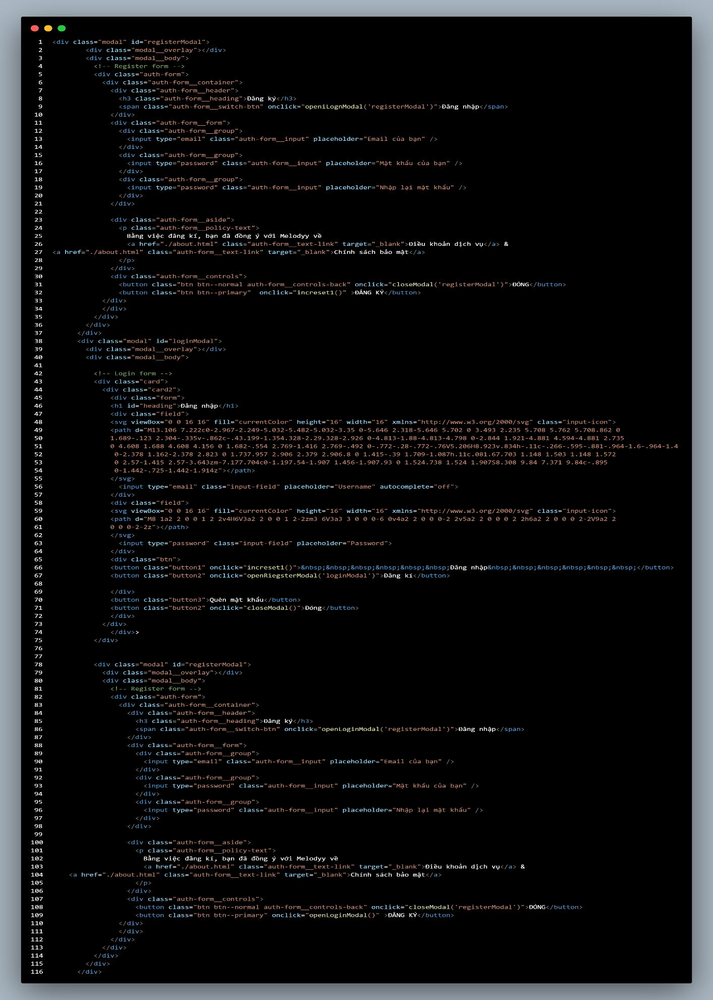 1 <div class="modal" id="registerModal">
2 <div class="modal__overlay"></div>
3 <div class="modal__body">
4 <!-- Register form -->
5 <div class="auth-form">
6 <div class="auth-form__container">
7 <div class="auth-form__header">
8 <h3 class="auth-form__heading">Đăng ký</h3>
9 <span class="auth-form__switch-btn" onclick="openiLognModal('registerModal')">Đăng nhập</span>
10 </div>
11 <div class="auth-form__form">
12 <div class="auth-form__group">
13 <input type="email" class="auth-form__input" placeholder="Email của bạn" />
14 </div>
15 <div class="auth-form__group">
16 <input type="password" class="auth-form__input" placeholder="Mật khẩu của bạn" />
17 </div>
18 <div class="auth-form__group">
19 <input type="password" class="auth-form__input" placeholder="Nhập lại mật khẩu" />
20 </div>
21 </div>
22
23 <div class="auth-form__aside">
24 <p class="auth-form__policy-text">
25 Bằng việc đăng kí, bạn đã đồng ý với Melodyy về
26 <a href="./about.html" class="auth-form__text-link" target="_blank">Điều khoản dịch vụ</a> &
27 <a href="./about.html" class="auth-form__text-link" target="_blank">Chính sách bảo mật</a>
28 </p>
29 </div>
30 <div class="auth-form__controls">
31 <button class="btn btn--normal auth-form__controls-back" onclick="closeModal('registerModal')">ĐÓNG</button>
32 <button class="btn btn--primary"  onclick="increset1()" >ĐĂNG KÝ</button>
33 </div>
34 </div>
35 </div>
36 </div>
37 </div>
38 <div class="modal" id="loginModal">
39 <div class="modal__overlay"></div>
40 <div class="modal__body">
41
42 <!-- Login form -->
43 <div class="card">
44 <div class="card2">
45 <div class="form">
46 <h1 id="heading">Đăng nhập</h1>
47 <div class="field">
48 <svg viewBox="0 0 16 16" fill="currentColor" height="16" width="16" xmlns="http://www.w3.org/2000/svg" class="input-icon">
49 <path d="M13.106 7.222c0-2.967-2.249-5.032-5.482-5.032-3.35 0-5.646 2.318-5.646 5.702 0 3.493 2.235 5.708 5.762 5.708.862 0
50 1.689-.123 2.304-.335v-.862c-.43.199-1.354.328-2.29.328-2.926 0-4.813-1.88-4.813-4.798 0-2.844 1.921-4.881 4.594-4.881 2.735
51 0 4.608 1.688 4.608 4.156 0 1.682-.554 2.769-1.416 2.769-.492 0-.772-.28-.772-.76V5.206H8.923v.834h-.11c-.266-.595-.881-.964-1.6-.964-1.4
52 0-2.378 1.162-2.378 2.823 0 1.737.957 2.906 2.379 2.906.8 0 1.415-.39 1.709-1.087h.11c.081.67.703 1.148 1.503 1.148 1.572
53 0 2.57-1.415 2.57-3.643zm-7.177.704c0-1.197.54-1.907 1.456-1.907.93 0 1.524.738 1.524 1.907S8.308 9.84 7.371 9.84c-.895
54 0-1.442-.725-1.442-1.914z"></path>
55 </svg>
56 <input type="email" class="input-field" placeholder="Username" autocomplete="off">
57 </div>
58 <div class="field">
59 <svg viewBox="0 0 16 16" fill="currentColor" height="16" width="16" xmlns="http://www.w3.org/2000/svg" class="input-icon">
60 <path d="M8 1a2 2 0 0 1 2 2v4H6V3a2 2 0 0 1 2-2zm3 6V3a3 3 0 0 0-6 0v4a2 2 0 0 0-2 2v5a2 2 0 0 0 2 2h6a2 2 0 0 0 2-2V9a2 2
61 0 0 0-2-2z"></path>
62 </svg>
63 <input type="password" class="input-field" placeholder="Password">
64 </div>
65 <div class="btn">
66 <button class="button1" onclick="increset1()">&nbsp;&nbsp;&nbsp;&nbsp;&nbsp;&nbsp;Đăng nhập&nbsp;&nbsp;&nbsp;&nbsp;&nbsp;&nbsp;</button>
67 <button class="button2" onclick="openRiegsterModal('loginModal')">Đăng kí</button>
68
69 </div>
70 <button class="button3">Quên mật khẩu</button>
71 <button class="button2" onclick="closeModal()">Đóng</button>
72 </div>
73 </div>
74 </div>>
75 </div>
76
77
78 <div class="modal" id="registerModal">
79 <div class="modal__overlay"></div>
80 <div class="modal__body">
81 <!-- Register form -->
82 <div class="auth-form">
83 <div class="auth-form__container">
84 <div class="auth-form__header">
85 <h3 class="auth-form__heading">Đăng ký</h3>
86 <span class="auth-form__switch-btn" onclick="openLoginModal('registerModal')">Đăng nhập</span>
87 </div>
88 <div class="auth-form__form">
89 <div class="auth-form__group">
90 <input type="email" class="auth-form__input" placeholder="Email của bạn" />
91 </div>
92 <div class="auth-form__group">
93 <input type="password" class="auth-form__input" placeholder="Mật khẩu của bạn" />
94 </div>
95 <div class="auth-form__group">
96 <input type="password" class="auth-form__input" placeholder="Nhập lại mật khẩu" />
97 </div>
98 </div>
99
100 <div class="auth-form__aside">
101 <p class="auth-form__policy-text">
102 Bằng việc đăng kí, bạn đã đồng ý với Melodyy về
103 <a href="./about.html" class="auth-form__text-link" target="_blank">Điều khoản dịch vụ</a> &
104 <a href="./about.html" class="auth-form__text-link" target="_blank">Chính sách bảo mật</a>
105 </p>
106 </div>
107 <div class="auth-form__controls">
108 <button class="btn btn--normal auth-form__controls-back" onclick="closeModal('registerModal')">ĐÓNG</button>
109 <button class="btn btn--primary" onclick="openLoginModal()" >ĐĂNG KÝ</button>
110 </div>
111 </div>
112 </div>
113 </div>
114 </div>
115 </div>
116 </div>